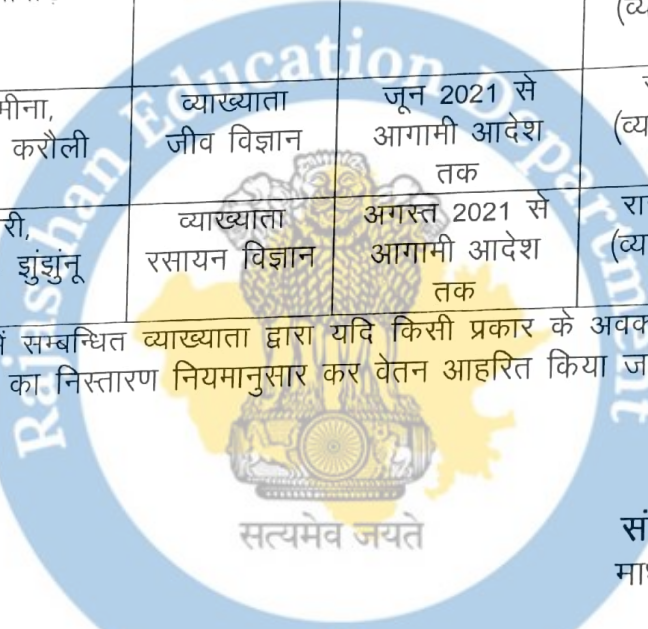 (व्य
मीना,
करौली
व्याख्याता
जीव विज्ञान
जून 2021 से
आगामी आदेश
तक
(व्य
री,
झुंझुंनू
व्याख्याता
रसायन विज्ञान
अगस्त 2021 से
आगामी आदेश
तक
रा
(व्य
सम्बन्धित व्याख्याता द्वारा यदि किसी प्रकार के अवक
का निस्तारण नियमानुसार कर वेतन आहरित किया ज
Rajasthan Education Department
सत्यमेव जयते
सं
माध